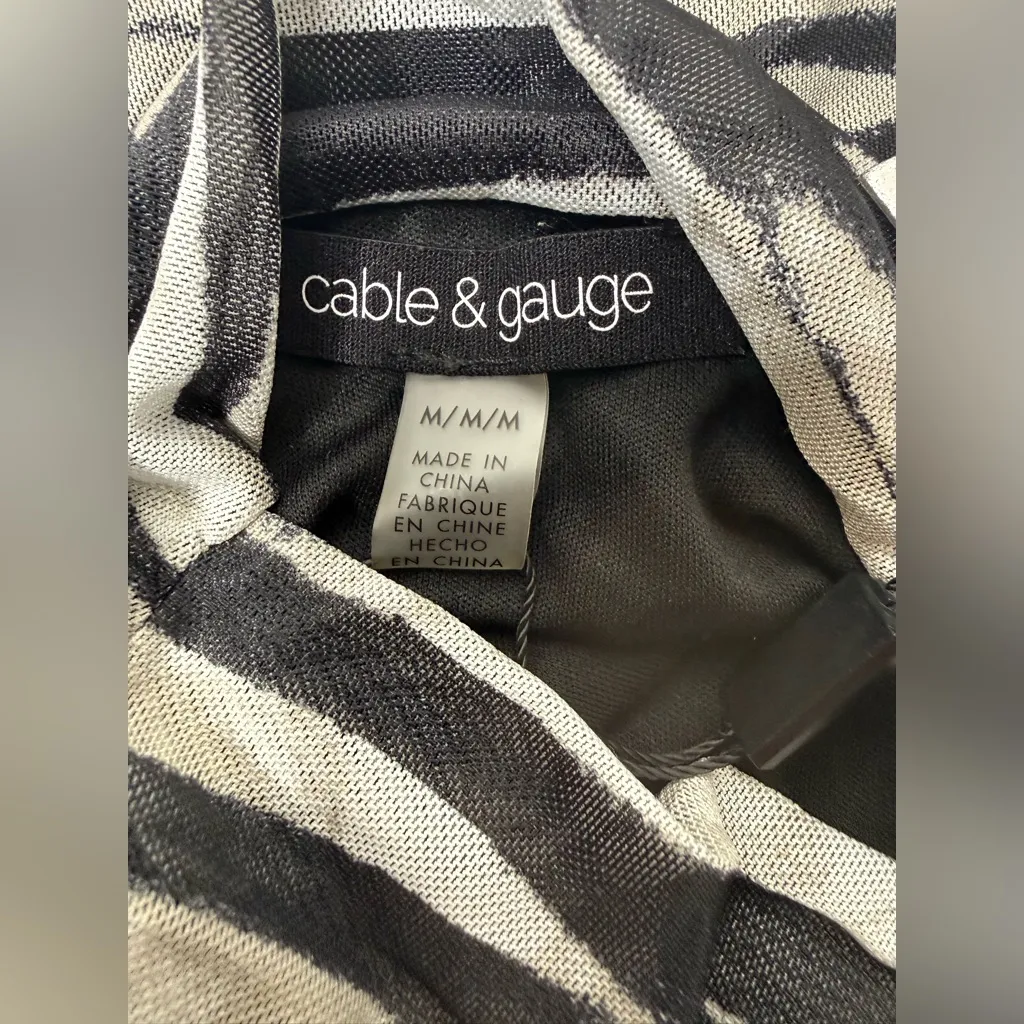 cable & gauge
M/M/M
MADE IN
CHINA
FABRIQUE
EN CHINE
HECHO
EN CHINA